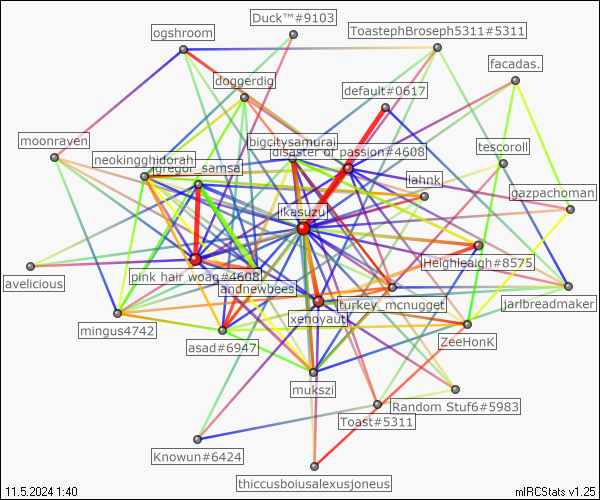 Duck™#9103
ogshroom
ToastephBroseph5311#5311
facadas.
doggerdig
default#0617
bigcitysamurai
moonraven
disaster of passion#4608
tescoroll
neokingghidorah
gregor_samsa
lahnk
gazpachoman
ikasuzu
Heighleaigh#8575
avelicious
pink hair woag#4608
andnewbees
turkey_mcnugget
jarlbreadmaker
xenovaut
mingus4742
asad#6947
ZeeHonK
mukszi
Random Stuf6#5983
Toast#5311
Knowun#6424
thiccusboiusalexusjoneus
11.5.2024 1:40
mIRCStats v1.25